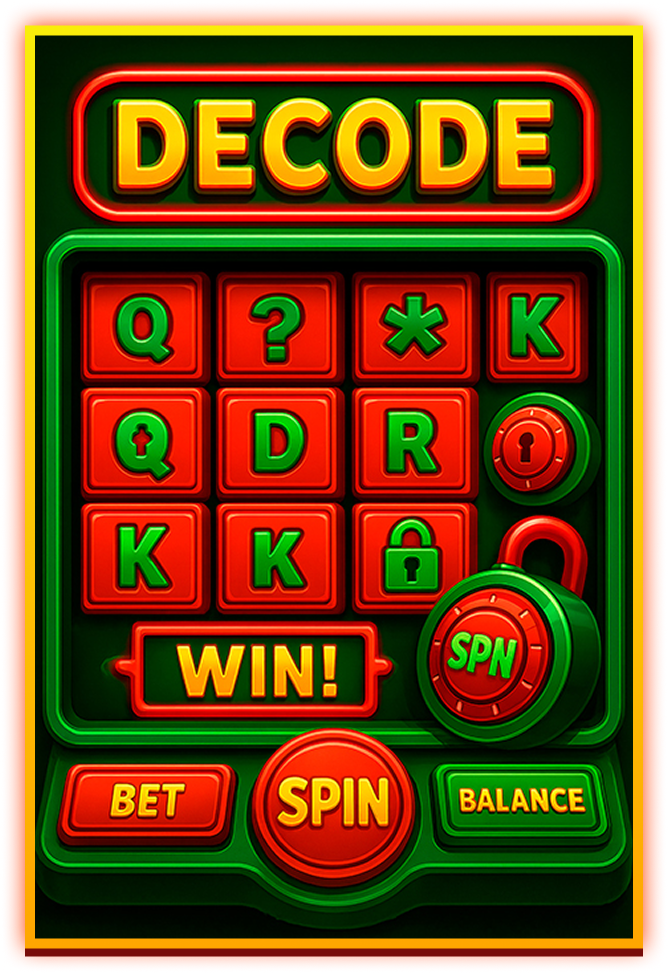 DECODE
Q ? * K
Q D R
K K
SPN
WIN!
BET SPIN BALANCE